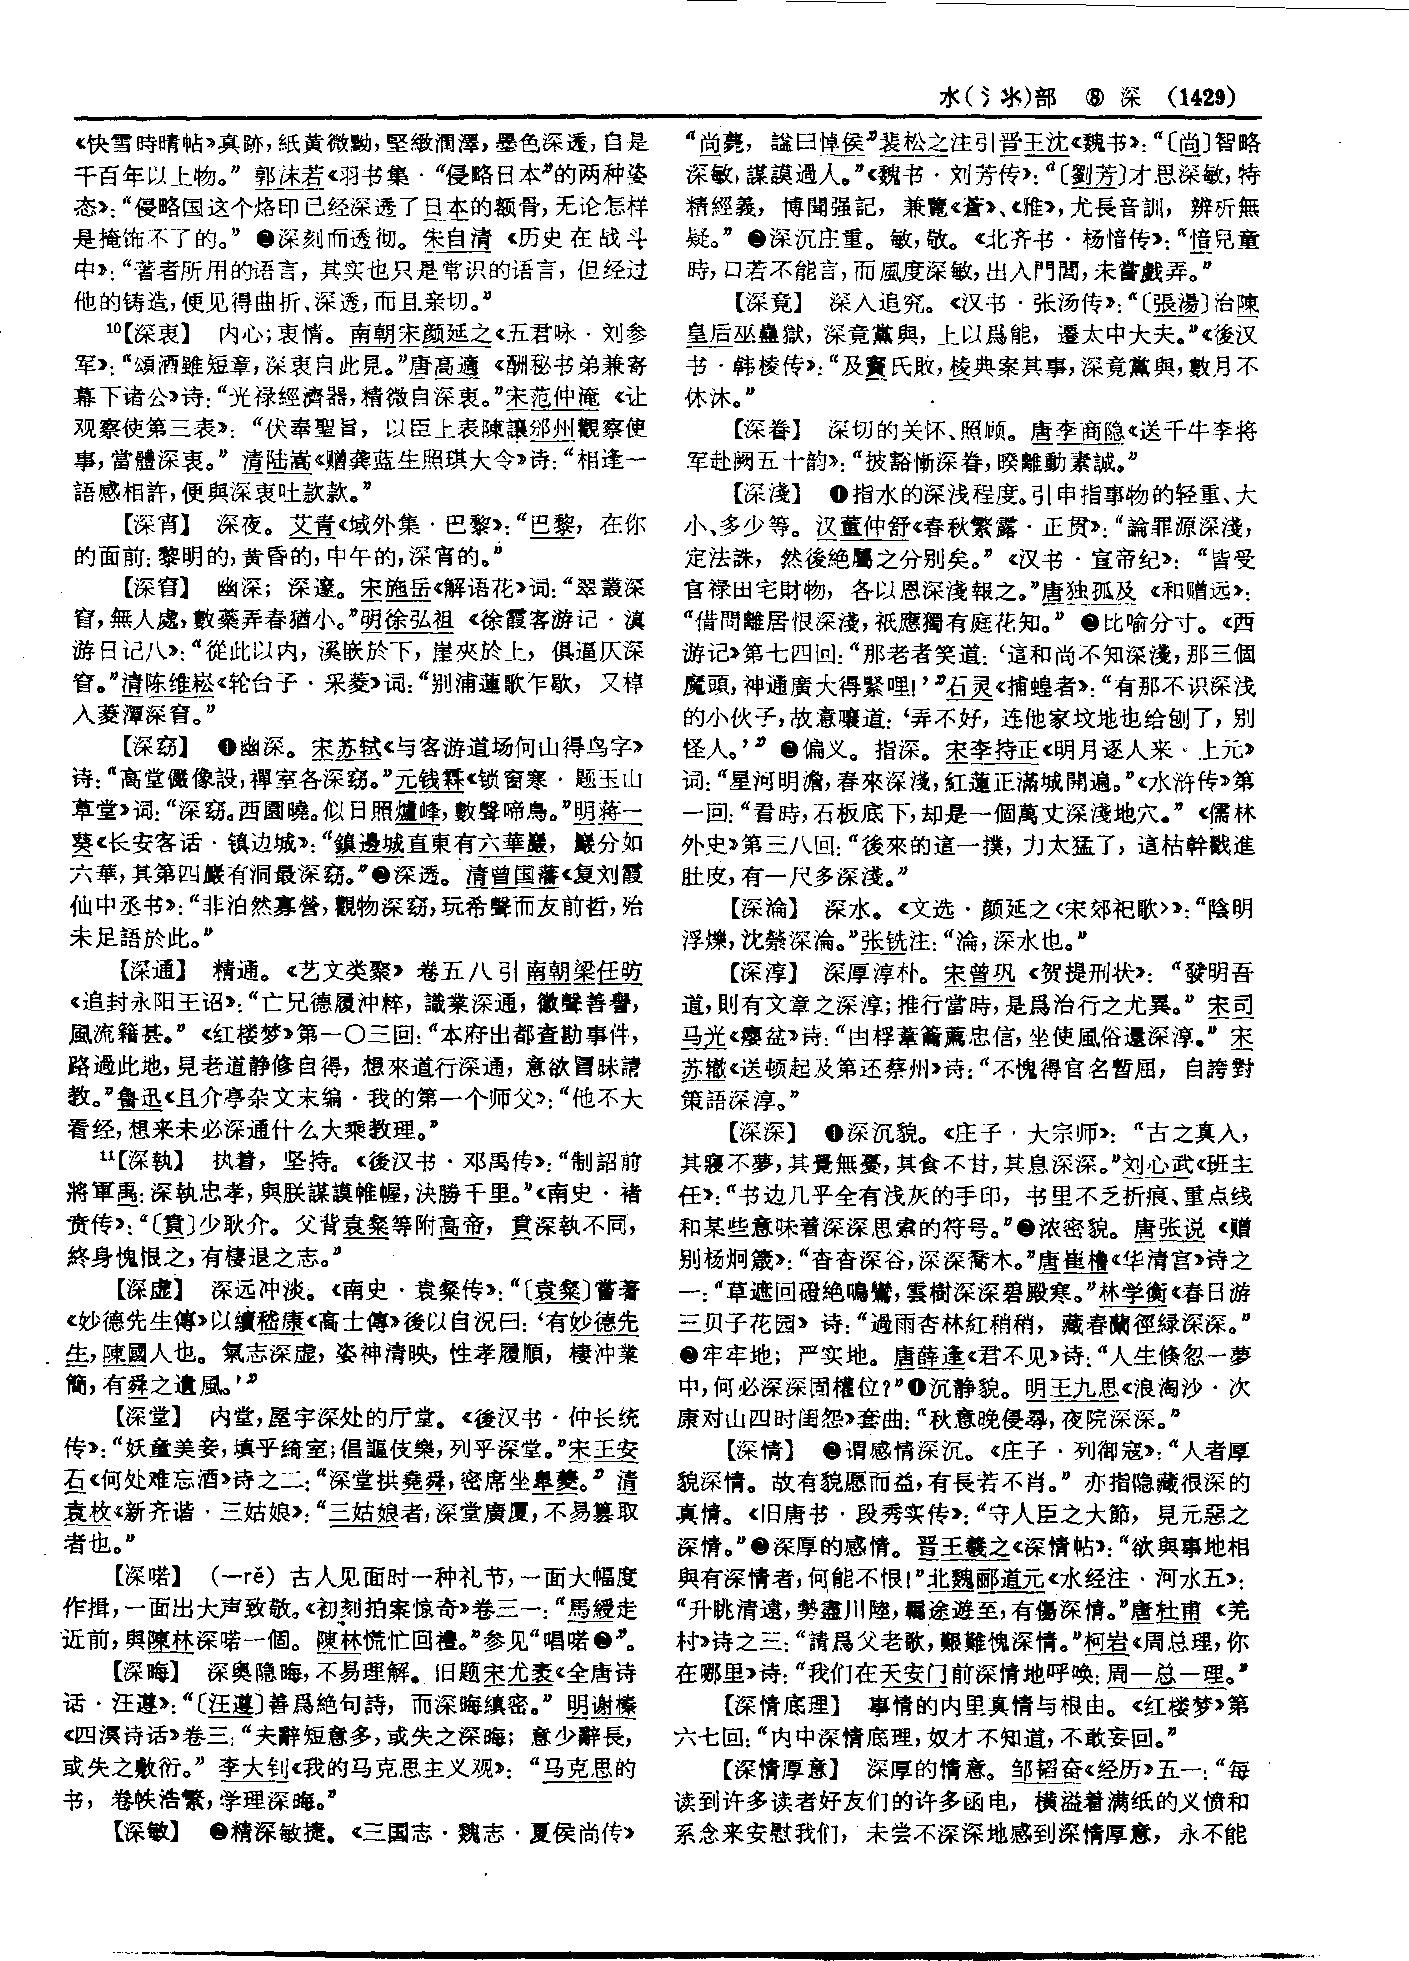 水(氵氺)部 ⑧ 深 (1429)
《快雪時晴帖》真跡，紙黄微黝，堅緻潤澤，墨色深透，自是
千百年以上物。”郭沫若《羽书集·“侵略日本”的两种姿
态》：“侵略国这个烙印已经深透了日本的额骨，无论怎样
是掩饰不了的。”❷深刻而透彻。朱自清《历史在战斗
中》：“著者所用的语言，其实也只是常识的语言，但经过
他的铸造，便见得曲折、深透，而且亲切。”
10【深衷】 内心；衷情。南朝宋颜延之《五君咏·刘参
军》：“頌酒雖短章，深衷自此見。”唐高適《酬秘书弟兼寄
幕下诸公》诗：“光禄經濟器，精微自深衷。”宋范仲淹《让
观察使第三表》：“伏奉聖旨，以臣上表陳讓邠州觀察使
事，當體深衷。”清陆嵩《赠龚蓝生照琪大令》诗：“相逢一
語感相許，便與深衷吐款款。”
【深宵】 深夜。艾青《域外集·巴黎》：“巴黎，在你
的面前：黎明的，黄昏的，中午的，深宵的。”
【深窅】 幽深；深邃。宋施岳《解语花》词：“翠叢深
窅，無人處，數蘂弄春猶小。”明徐弘祖《徐霞客游记·滇
游日记八》：“從此以内，溪嵌於下，崖夾於上，俱逼仄深
窅。”清陈维崧《轮台子·采菱》词：“别浦蓮歌乍歇，又棹
入菱潭深窅。”
【深窈】 ❶幽深。宋苏轼《与客游道场何山得鸟字》
诗：“高堂儼像設，禪室各深窈。”元钱霖《锁窗寒·题玉山
草堂》词：“深窈。西園曉。似日照爐峰，數聲啼鳥。”明蒋一
葵《长安客话·镇边城》：“鎮邊城直東有六華巖，巖分如
六華，其第四巖有洞最深窈。”❷深透。清曾国藩《复刘霞
仙中丞书》：“非泊然寡營，觀物深窈，玩希聲而友前哲，殆
未足語於此。”
【深通】 精通。《艺文类聚》卷五八引南朝梁任昉
《追封永阳王诏》：“亡兄德履冲粹，識業深通，徽聲善譽，
風流籍甚。”《红楼梦》第一〇三回：“本府出都查勘事件，
路過此地，見老道静修自得，想來道行深通，意欲冒昧請
教。”鲁迅《且介亭杂文末编·我的第一个师父》：“他不大
看经，想来未必深通什么大乘教理。”
11【深執】 执着，坚持。《後汉书·邓禹传》：“制詔前
將軍禹：深執忠孝，與朕謀謨帷幄，決勝千里。”《南史·褚
贲传》：“〔賁〕少耿介。父背袁粲等附高帝，賁深執不同，
終身愧恨之，有棲退之志。”
【深虚】 深远冲淡。《南史·袁粲传》：“〔袁粲〕嘗著
《妙德先生傳》以續嵇康《高士傳》後以自況曰：‘有妙德先
生，陳國人也。氣志深虚，姿神清映，性孝履順，棲冲業
簡，有舜之遺風。’”
【深堂】 内堂，屋宇深处的厅堂。《後汉书·仲长统
传》：“妖童美妾，填乎綺室；倡謳伎樂，列乎深堂。”宋王安
石《何处难忘酒》诗之二：“深堂拱堯舜，密席坐皋夔。”清
袁枚《新齐谐·三姑娘》：“三姑娘者，深堂廣厦，不易篡取
者也。”
【深喏】 （—rě）古人见面时一种礼节，一面大幅度
作揖，一面出大声致敬。《初刻拍案惊奇》卷三一：“馬綬走
近前，與陳林深喏一個。陳林慌忙回禮。”参见“唱喏❷”。
【深晦】 深奥隐晦，不易理解。旧题宋尤袤《全唐诗
话·汪遵》：“〔汪遵〕善爲絶句詩，而深晦縝密。”明谢榛
《四溟诗话》卷三：“夫辭短意多，或失之深晦；意少辭長，
或失之敷衍。”李大钊《我的马克思主义观》：“马克思的
书，卷帙浩繁，学理深晦。”
【深敏】 ❷精深敏捷。《三国志·魏志·夏侯尚传》
“尚薨，謚曰悼侯”裴松之注引晋王沈《魏书》：“〔尚〕智略
深敏，謀謨過人。”《魏书·刘芳传》：“〔劉芳〕才思深敏，特
精經義，博聞强記，兼覽《蒼》、《雅》，尤長音訓，辨析無
疑。”❷深沉庄重。敏，敬。《北齐书·杨愔传》：“愔兒童
時，口若不能言，而風度深敏，出入門閭，未嘗戲弄。”
【深竟】 深入追究。《汉书·张汤传》：“〔張湯〕治陳
皇后巫蠱獄，深竟黨與，上以爲能，遷太中大夫。”《後汉
书·韩棱传》：“及竇氏敗，棱典案其事，深竟黨與，數月不
休沐。”
【深眷】 深切的关怀、照顾。唐李商隐《送千牛李将
军赴阙五十韵》：“披豁慚深眷，暌離動素誠。”
【深淺】 ❶指水的深浅程度。引申指事物的轻重、大
小、多少等。汉董仲舒《春秋繁露·正贯》：“論罪源深淺，
定法誅，然後絶屬之分别矣。”《汉书·宣帝纪》：“皆受
官禄田宅財物，各以恩深淺報之。”唐独孤及《和赠远》：
“借問離居恨深淺，祇應獨有庭花知。”❷比喻分寸。《西
游记》第七四回：“那老者笑道：‘這和尚不知深淺，那三個
魔頭，神通廣大得緊哩！’”石灵《捕蝗者》：“有那不识深浅
的小伙子，故意嚷道：‘弄不好，连他家坟地也给刨了，别
怪人。’”❸偏义。指深。宋李持正《明月逐人来·上元》
词：“星河明澹，春來深淺，紅蓮正滿城開遍。”《水浒传》第
一回：“看時，石板底下，却是一個萬丈深淺地穴。”《儒林
外史》第三八回：“後來的這一撲，力太猛了，這枯幹戳進
肚皮，有一尺多深淺。”
【深淪】 深水。《文选·颜延之〈宋郊祀歌〉》：“陰明
浮爍，沈禜深淪。”张铣注：“淪，深水也。”
【深淳】 深厚淳朴。宋曾巩《贺提刑状》：“發明吾
道，則有文章之深淳；推行當時，是爲治行之尤異。”宋司
马光《瘿盆》诗：“由桴葦籥薦忠信，坐使風俗還深淳。”宋
苏辙《送顿起及第还蔡州》诗：“不愧得官名暫屈，自誇對
策語深淳。”
【深深】 ❶深沉貌。《庄子·大宗师》：“古之真人，
其寢不夢，其覺無憂，其食不甘，其息深深。”刘心武《班主
任》：“书边几乎全有浅灰的手印，书里不乏折痕、重点线
和某些意味着深深思索的符号。”❷浓密貌。唐张说《赠
别杨炯箴》：“杳杳深谷，深深喬木。”唐崔橹《华清宫》诗之
一：“草遮回磴絶鳴鸞，雲樹深深碧殿寒。”林学衡《春日游
三贝子花园》诗：“過雨杏林紅稍稍，藏春蘭徑緑深深。”
❸牢牢地；严实地。唐薛逢《君不见》诗：“人生倏忽一夢
中，何必深深固權位？”❹沉静貌。明王九思《浪淘沙·次
康对山四时闺怨》套曲：“秋意晚侵尋，夜院深深。”
【深情】 ❷谓感情深沉。《庄子·列御寇》：“人者厚
貌深情。故有貌愿而益，有長若不肖。”亦指隐藏很深的
真情。《旧唐书·段秀实传》：“守人臣之大節，見元惡之
深情。”❷深厚的感情。晋王羲之《深情帖》：“欲與事地相
與有深情者，何能不恨！”北魏郦道元《水经注·河水五》：
“升眺清遠，勢盡川陸，羈途遊至，有傷深情。”唐杜甫《羌
村》诗之三：“請爲父老歌，艱難愧深情。”柯岩《周总理，你
在哪里》诗：“我们在天安门前深情地呼唤：周—总—理。”
【深情底理】 事情的内里真情与根由。《红楼梦》第
六七回：“内中深情底理，奴才不知道，不敢妄回。”
【深情厚意】 深厚的情意。邹韬奋《经历》五一：“每
读到许多读者好友们的许多函电，横溢着满纸的义愤和
系念来安慰我们，未尝不深深地感到深情厚意，永不能